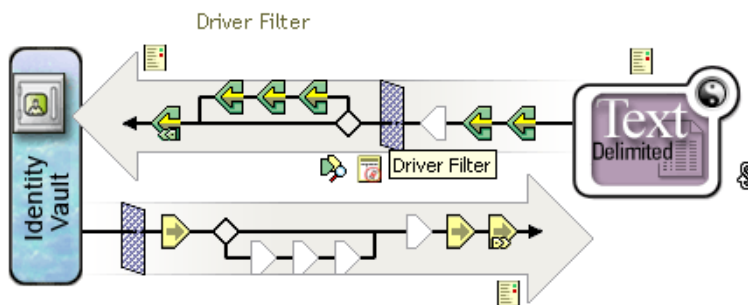 Driver Filter
Text
Delimited
Driver Filter
Identity
Vault